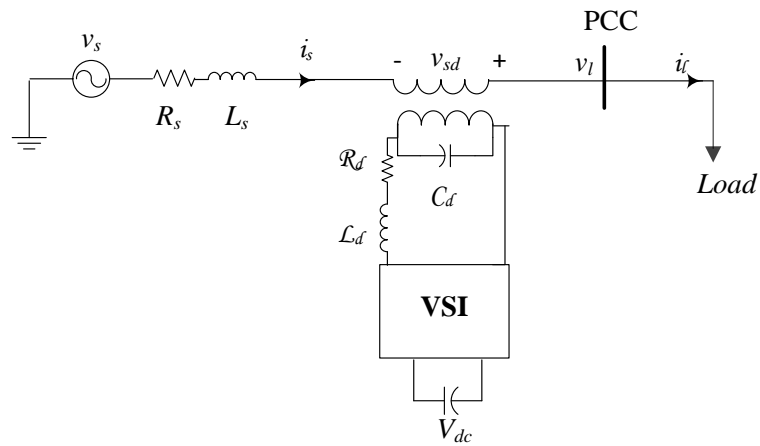 PCC
v_s
i_s
- v_sd +
v_l
i_l
R_s
L_s
R_d
C_d
Load
L_d
VSI
V_dc